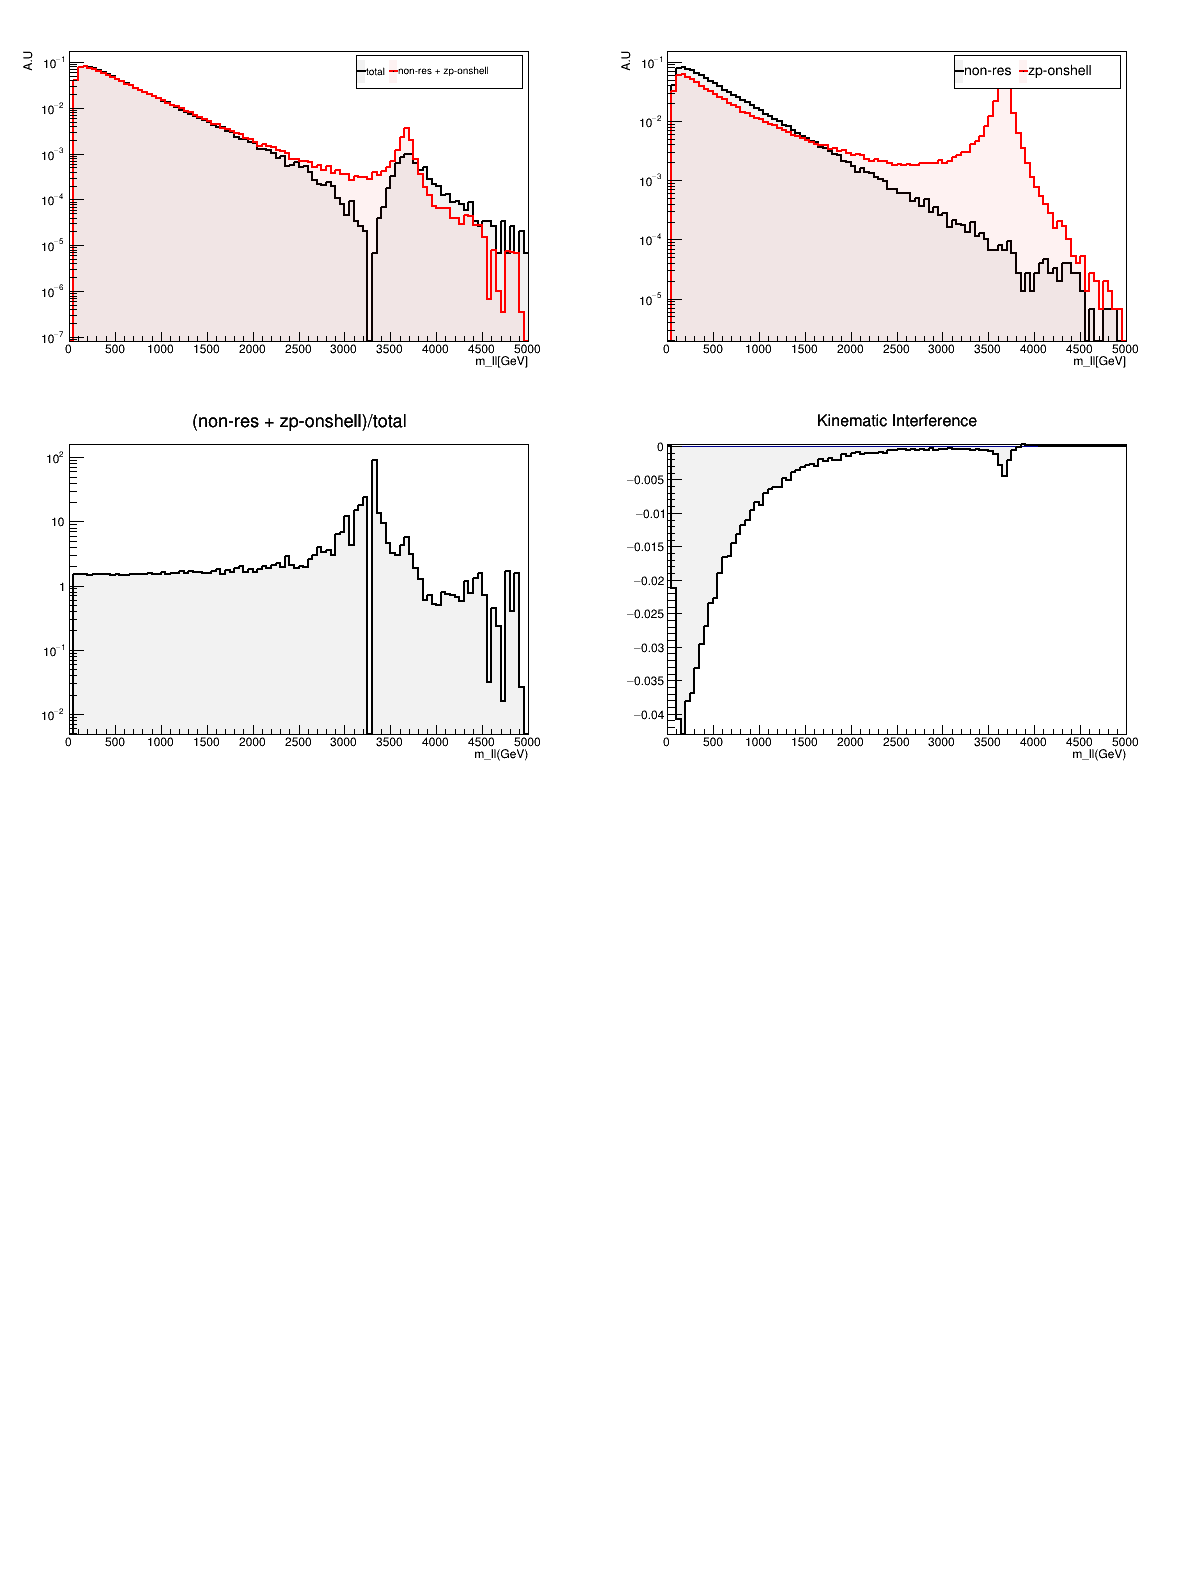 A.U
total non-res + zp-onshell
10⁻¹
10⁻²
10⁻³
10⁻⁴
10⁻⁵
10⁻⁶
10⁻⁷
0 500 1000 1500 2000 2500 3000 3500 4000 4500 5000
m_ll[GeV]
A.U
non-res zp-onshell
10⁻¹
10⁻²
10⁻³
10⁻⁴
10⁻⁵
0 500 1000 1500 2000 2500 3000 3500 4000 4500 5000
m_ll[GeV]
(non-res + zp-onshell)/total
10²
10
1
10⁻¹
10⁻²
0 500 1000 1500 2000 2500 3000 3500 4000 4500 5000
m_ll(GeV)
Kinematic Interference
0
−0.005
−0.01
−0.015
−0.02
−0.025
−0.03
−0.035
−0.04
0 500 1000 1500 2000 2500 3000 3500 4000 4500 5000
m_ll(GeV)